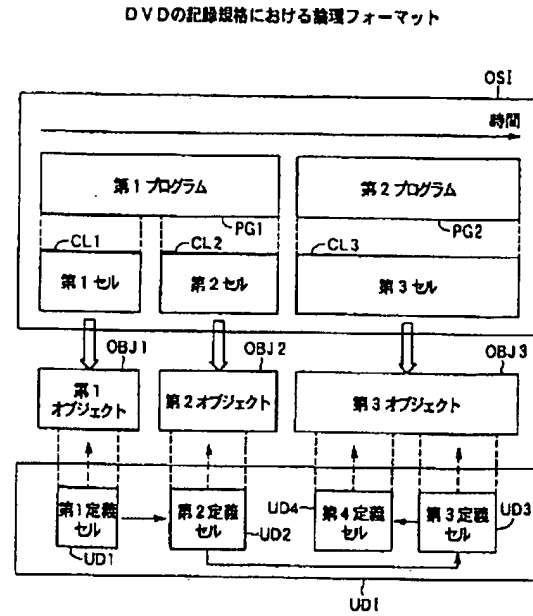 DVDの記録規格における論理フォーマット
OSI
時間
第1プログラム
第2プログラム
PG1
PG2
CL1
CL2
CL3
第1セル
第2セル
第3セル
OBJ1
OBJ2
OBJ3
第1
オブジェクト
第2オブジェクト
第3オブジェクト
第1定義
セル
第2定義
セル
第4定義
セル
第3定義
セル
UD1
UD2
UD4
UD3
UDI